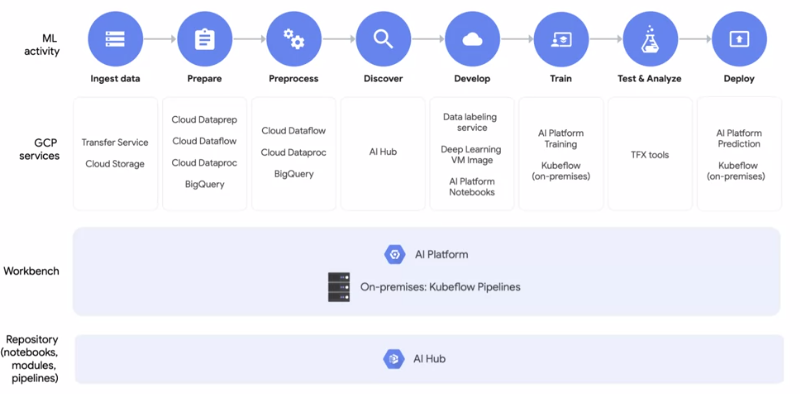 ML
activity
Ingest data
Prepare
Preprocess
Discover
Develop
Train
Test & Analyze
Deploy
GCP
services
Transfer Service
Cloud Storage
Cloud Dataprep
Cloud Dataflow
Cloud Dataproc
BigQuery
Cloud Dataflow
Cloud Dataproc
BigQuery
AI Hub
Data labeling
service
Deep Learning
VM Image
AI Platform
Notebooks
AI Platform
Training
Kubeflow
(on-premises)
TFX tools
AI Platform
Prediction
Kubeflow
(on-premises)
Workbench
AI Platform
On-premises: Kubeflow Pipelines
Repository
(notebooks,
modules,
pipelines)
AI Hub